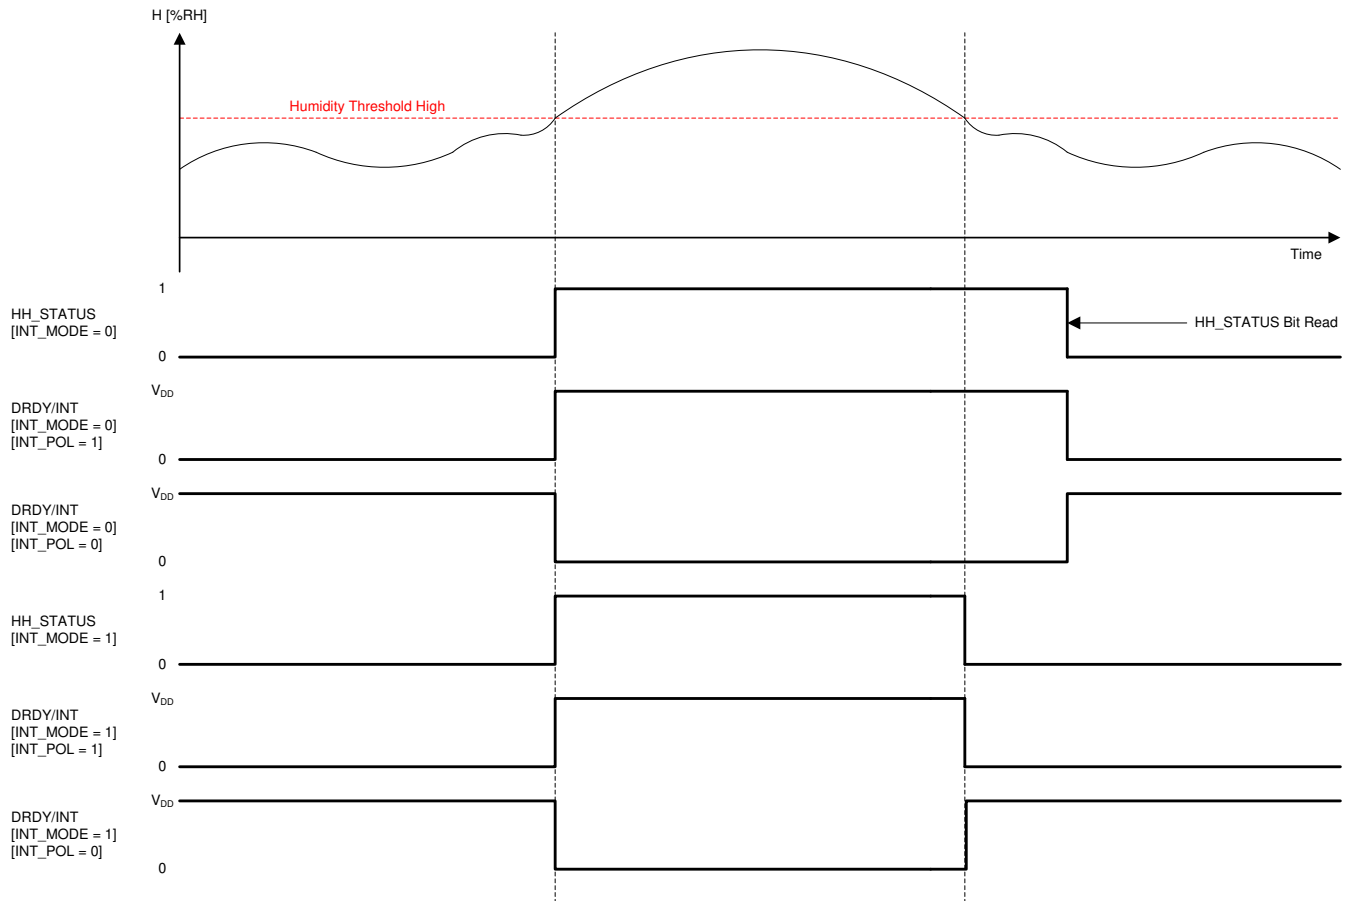 H [%RH]
Humidity Threshold High
Time
1
HH_STATUS
[INT_MODE = 0]
HH_STATUS Bit Read
0
VDD
DRDY/INT
[INT_MODE = 0]
[INT_POL = 1]
0
VDD
DRDY/INT
[INT_MODE = 0]
[INT_POL = 0]
0
1
HH_STATUS
[INT_MODE = 1]
0
VDD
DRDY/INT
[INT_MODE = 1]
[INT_POL = 1]
0
VDD
DRDY/INT
[INT_MODE = 1]
[INT_POL = 0]
0